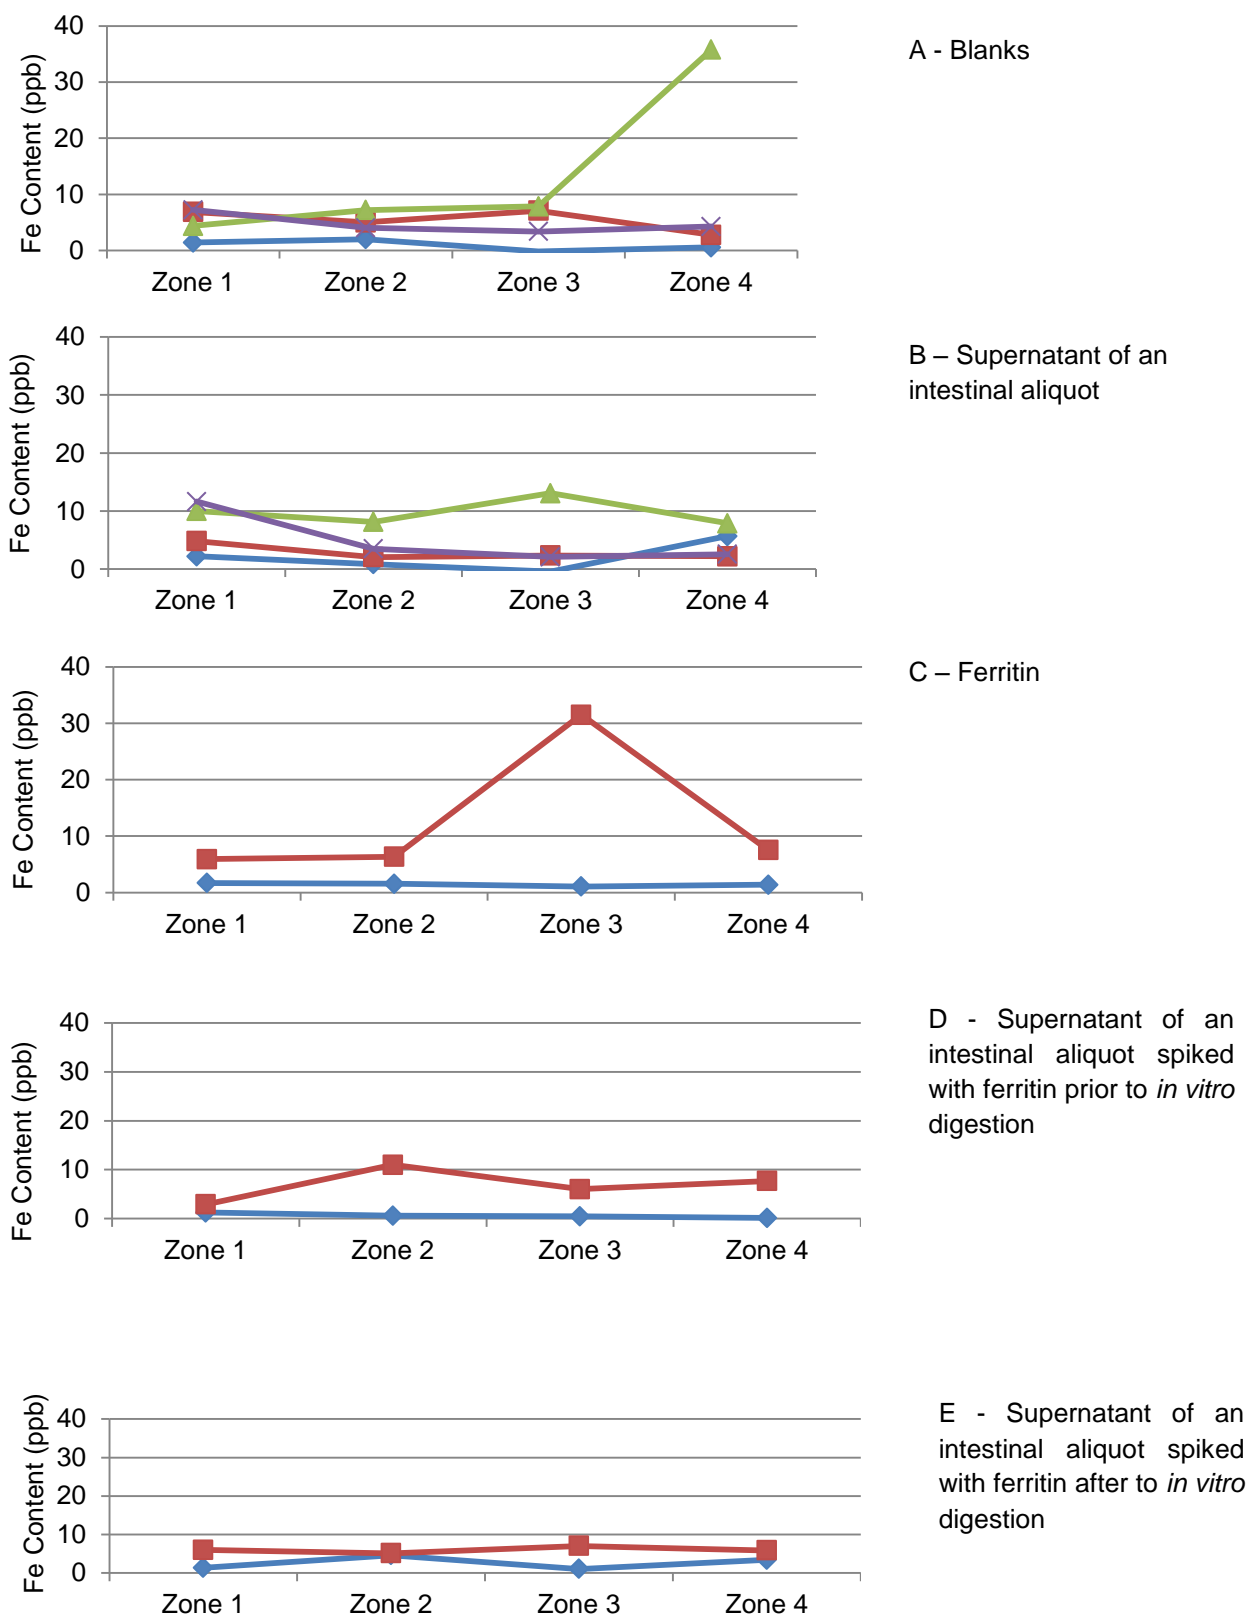 40
30
20
10
0
Fe Content (ppb)
Zone 1 Zone 2 Zone 3 Zone 4
A - Blanks
40
30
20
10
0
Fe Content (ppb)
Zone 1 Zone 2 Zone 3 Zone 4
B – Supernatant of an
intestinal aliquot
40
30
20
10
0
Fe Content (ppb)
Zone 1 Zone 2 Zone 3 Zone 4
C – Ferritin
40
30
20
10
0
Fe Content (ppb)
Zone 1 Zone 2 Zone 3 Zone 4
D - Supernatant of an
intestinal aliquot spiked
with ferritin prior to in vitro
digestion
40
30
20
10
0
Fe Content (ppb)
Zone 1 Zone 2 Zone 3 Zone 4
E - Supernatant of an
intestinal aliquot spiked
with ferritin after to in vitro
digestion